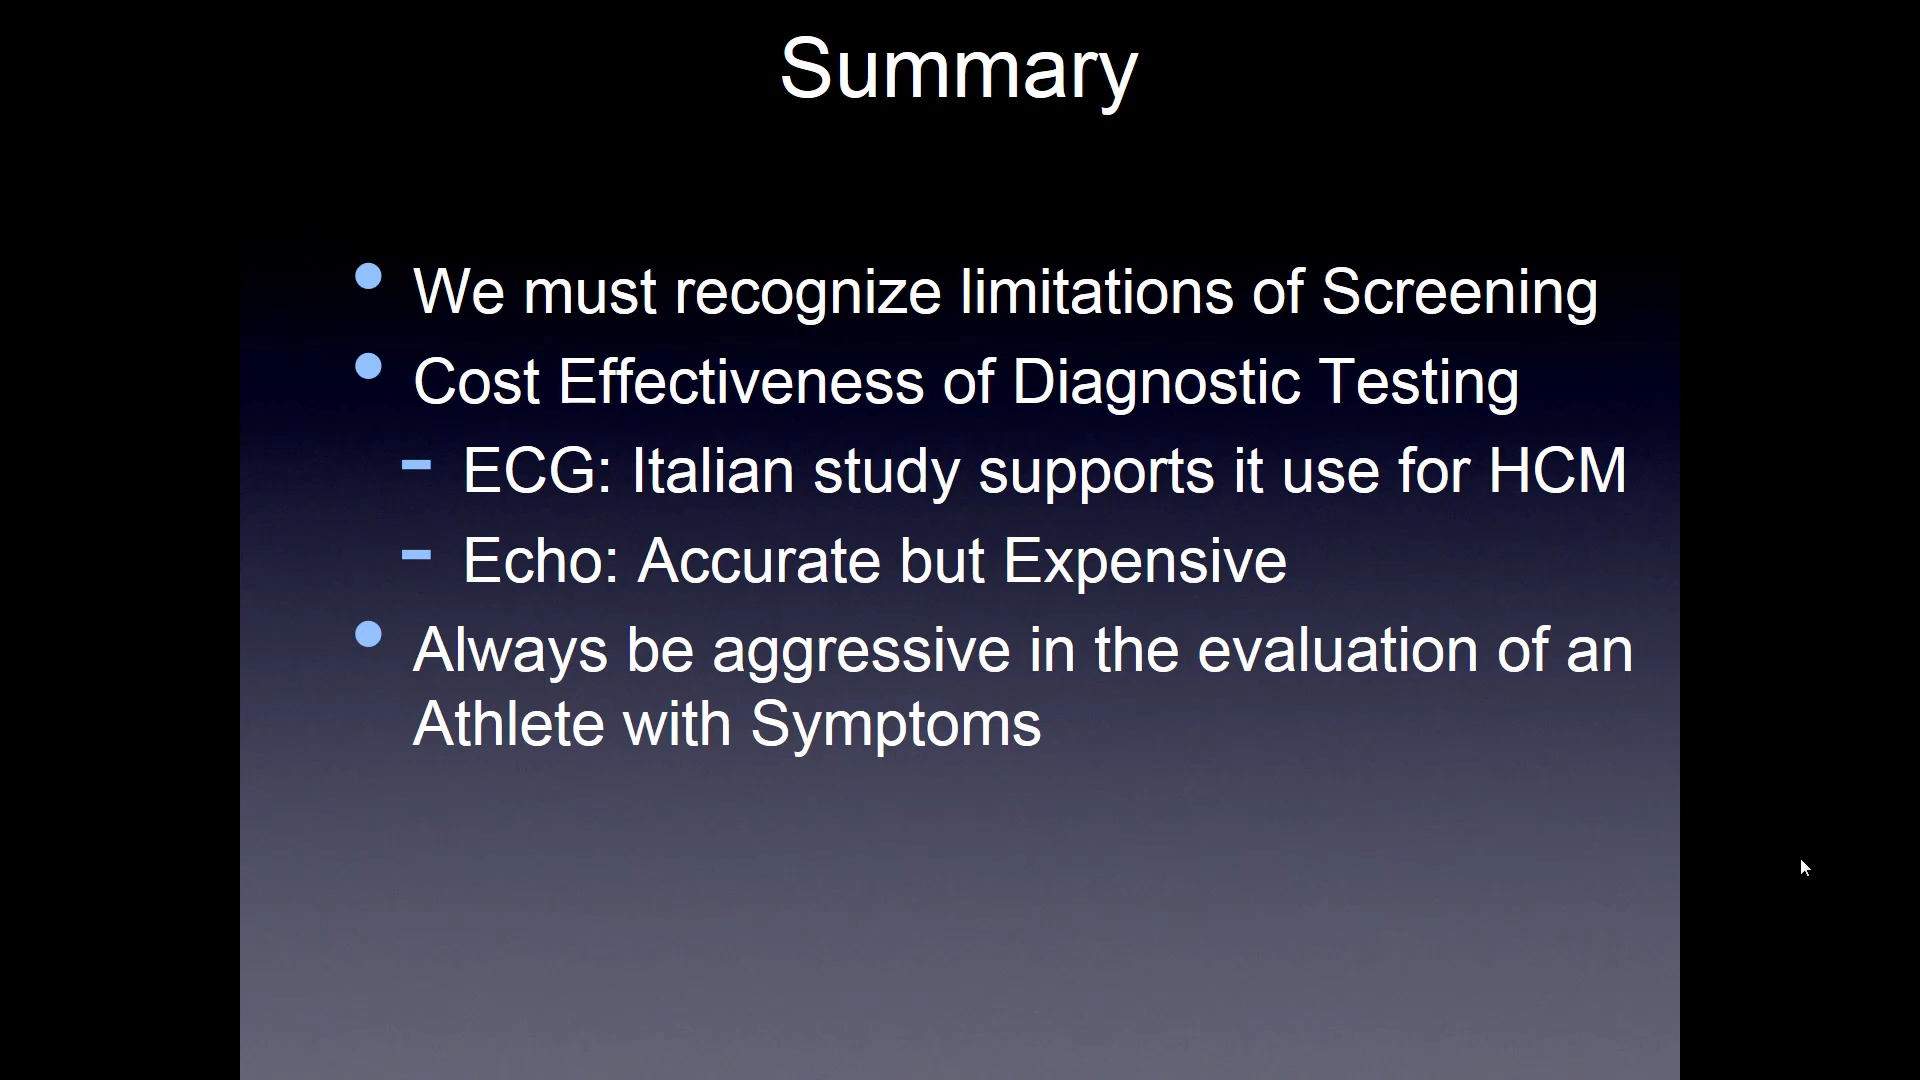 Summary
• We must recognize limitations of Screening
• Cost Effectiveness of Diagnostic Testing
- ECG: Italian study supports it use for HCM
- Echo: Accurate but Expensive
• Always be aggressive in the evaluation of an
Athlete with Symptoms